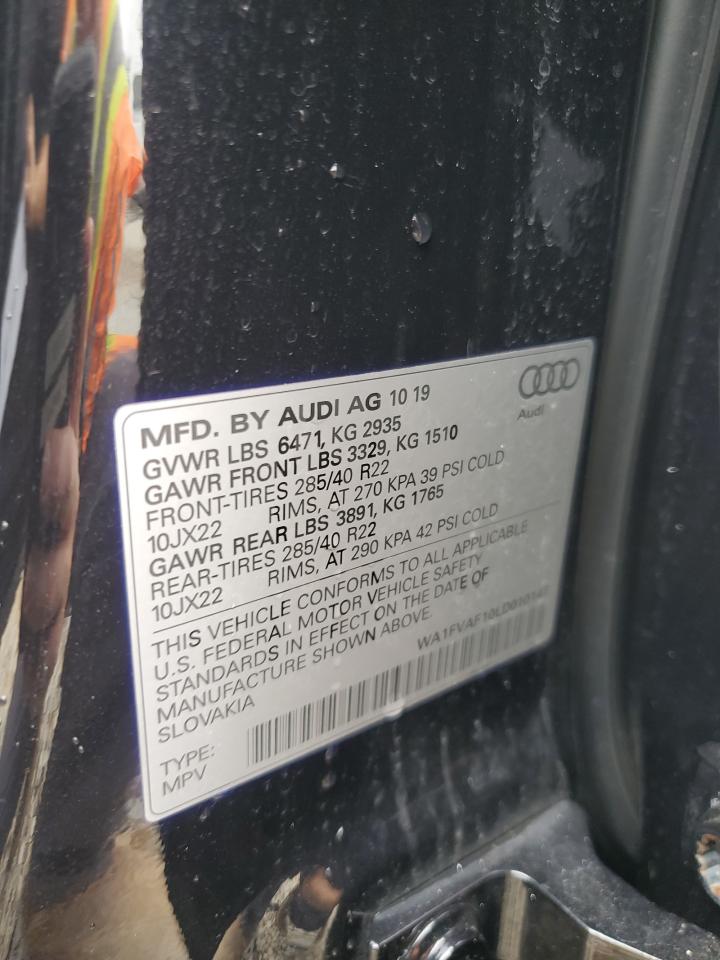 MFD. BY AUDI AG 10 19
Audi
GVWR LBS 6471, KG 2935
GAWR FRONT LBS 3329, KG 1510
FRONT-TIRES 285/40 R22
10JX22 RIMS, AT 270 KPA 39 PSI COLD
GAWR REAR LBS 3891, KG 1765
REAR-TIRES 285/40 R22
10JX22 RIMS, AT 290 KPA 42 PSI COLD
THIS VEHICLE CONFORMS TO ALL APPLICABLE
U.S. FEDERAL MOTOR VEHICLE SAFETY
STANDARDS IN EFFECT ON THE DATE OF
MANUFACTURE SHOWN ABOVE.
SLOVAKIA
TYPE:
MPV